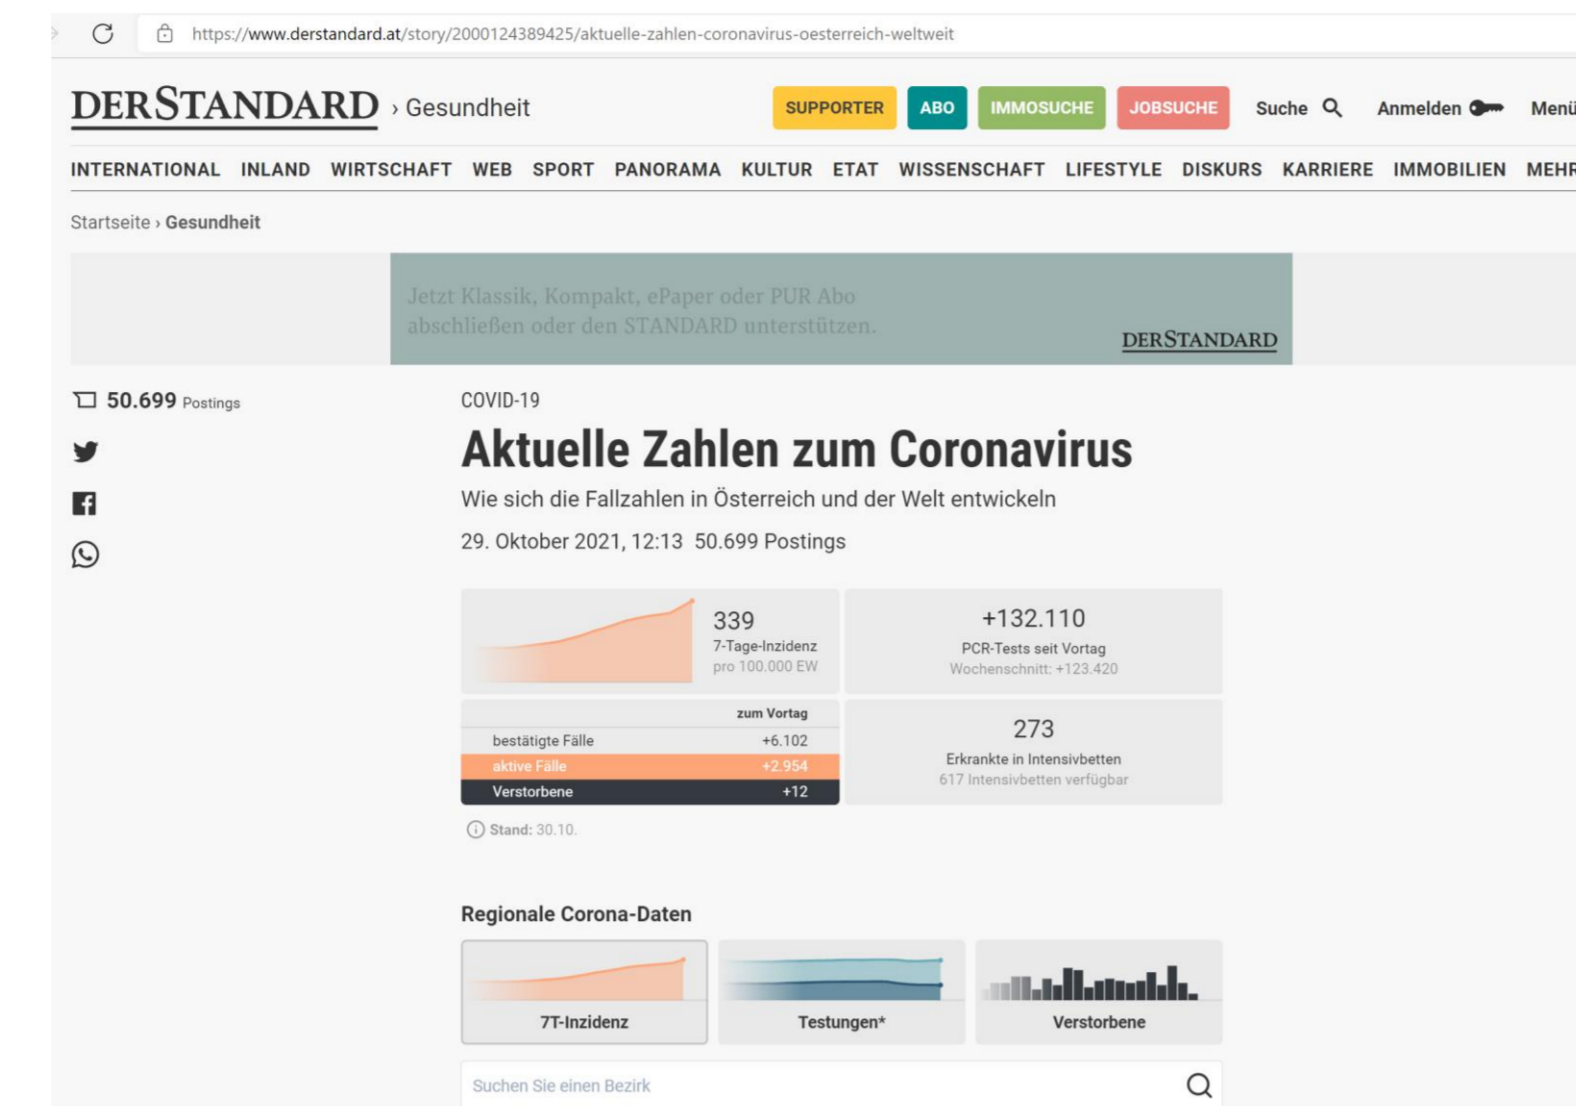 https://www.derstandard.at/story/2000124389425/aktuelle-zahlen-coronavirus-oesterreich-weltweit
DERSTANDARD › Gesundheit
SUPPORTER ABO IMMOSUCHE JOBSUCHE Suche Anmelden Menü
INTERNATIONAL INLAND WIRTSCHAFT WEB SPORT PANORAMA KULTUR ETAT WISSENSCHAFT LIFESTYLE DISKURS KARRIERE IMMOBILIEN MEHR
Startseite › Gesundheit
Jetzt Klassik, Kompakt, ePaper oder PUR Abo
abschließen oder den STANDARD unterstützen.
DERSTANDARD
50.699 Postings
COVID-19
Aktuelle Zahlen zum Coronavirus
Wie sich die Fallzahlen in Österreich und der Welt entwickeln
29. Oktober 2021, 12:13 50.699 Postings
339
7-Tage-Inzidenz
pro 100.000 EW
+132.110
PCR-Tests seit Vortag
Wochenschnitt: +123.420
zum Vortag
bestätigte Fälle +6.102
aktive Fälle +2.954
Verstorbene +12
273
Erkrankte in Intensivbetten
617 Intensivbetten verfügbar
Stand: 30.10.
Regionale Corona-Daten
7T-Inzidenz
Testungen*
Verstorbene
Suchen Sie einen Bezirk